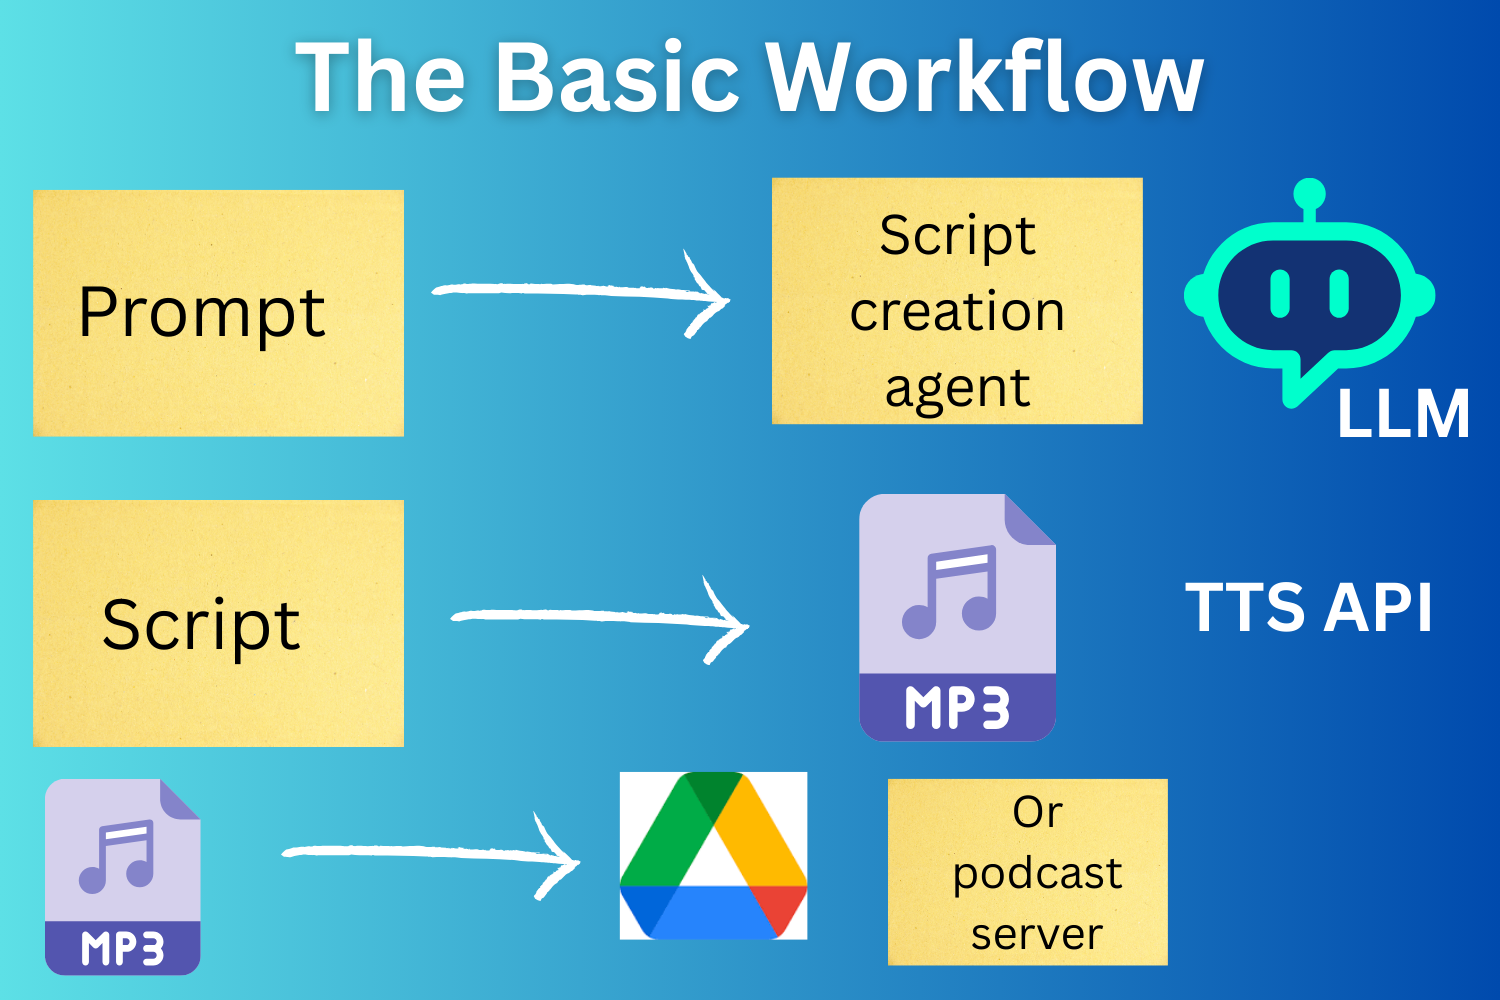 The Basic Workflow
Prompt
Script
creation
agent
LLM
Script
MP3
TTS API
MP3
Or
podcast
server